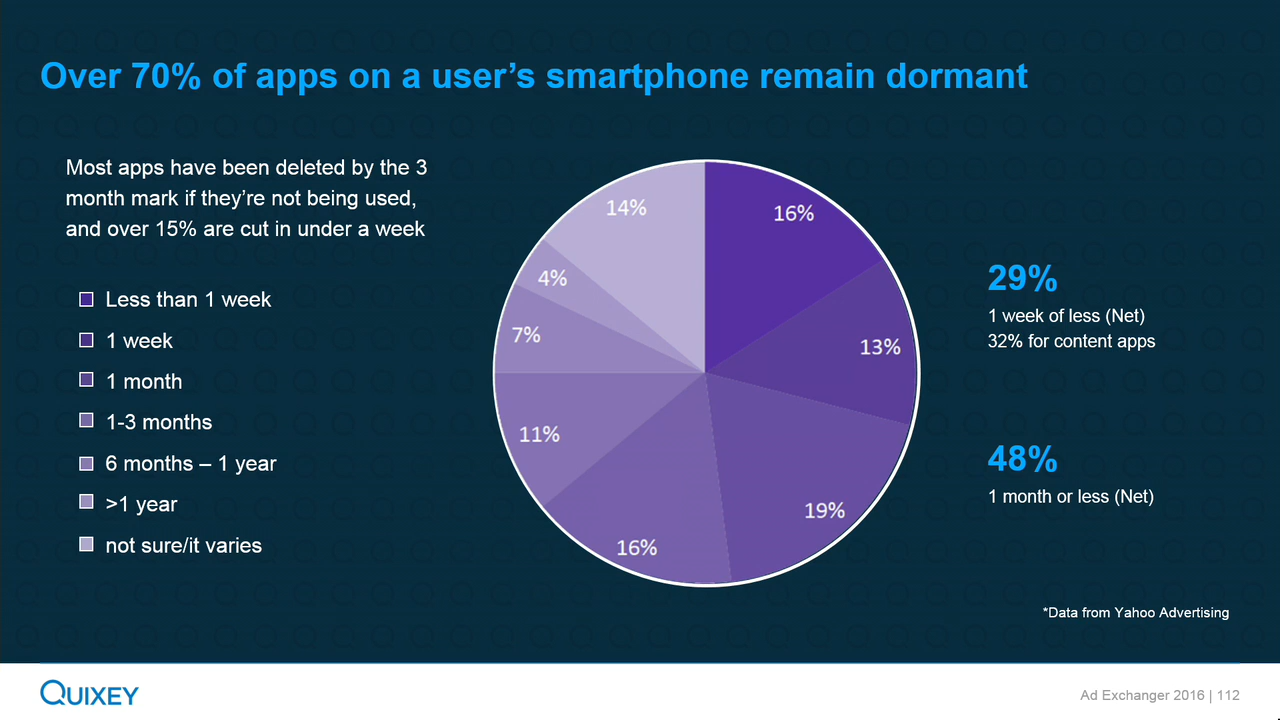 Over 70% of apps on a user's smartphone remain dormant
Most apps have been deleted by the 3
month mark if they're not being used,
and over 15% are cut in under a week
Less than 1 week
1 week
1 month
1-3 months
6 months – 1 year
>1 year
not sure/it varies
16%
13%
19%
16%
11%
7%
4%
14%
29%
1 week of less (Net)
32% for content apps
48%
1 month or less (Net)
*Data from Yahoo Advertising
QUIXEY
Ad Exchanger 2016 | 112